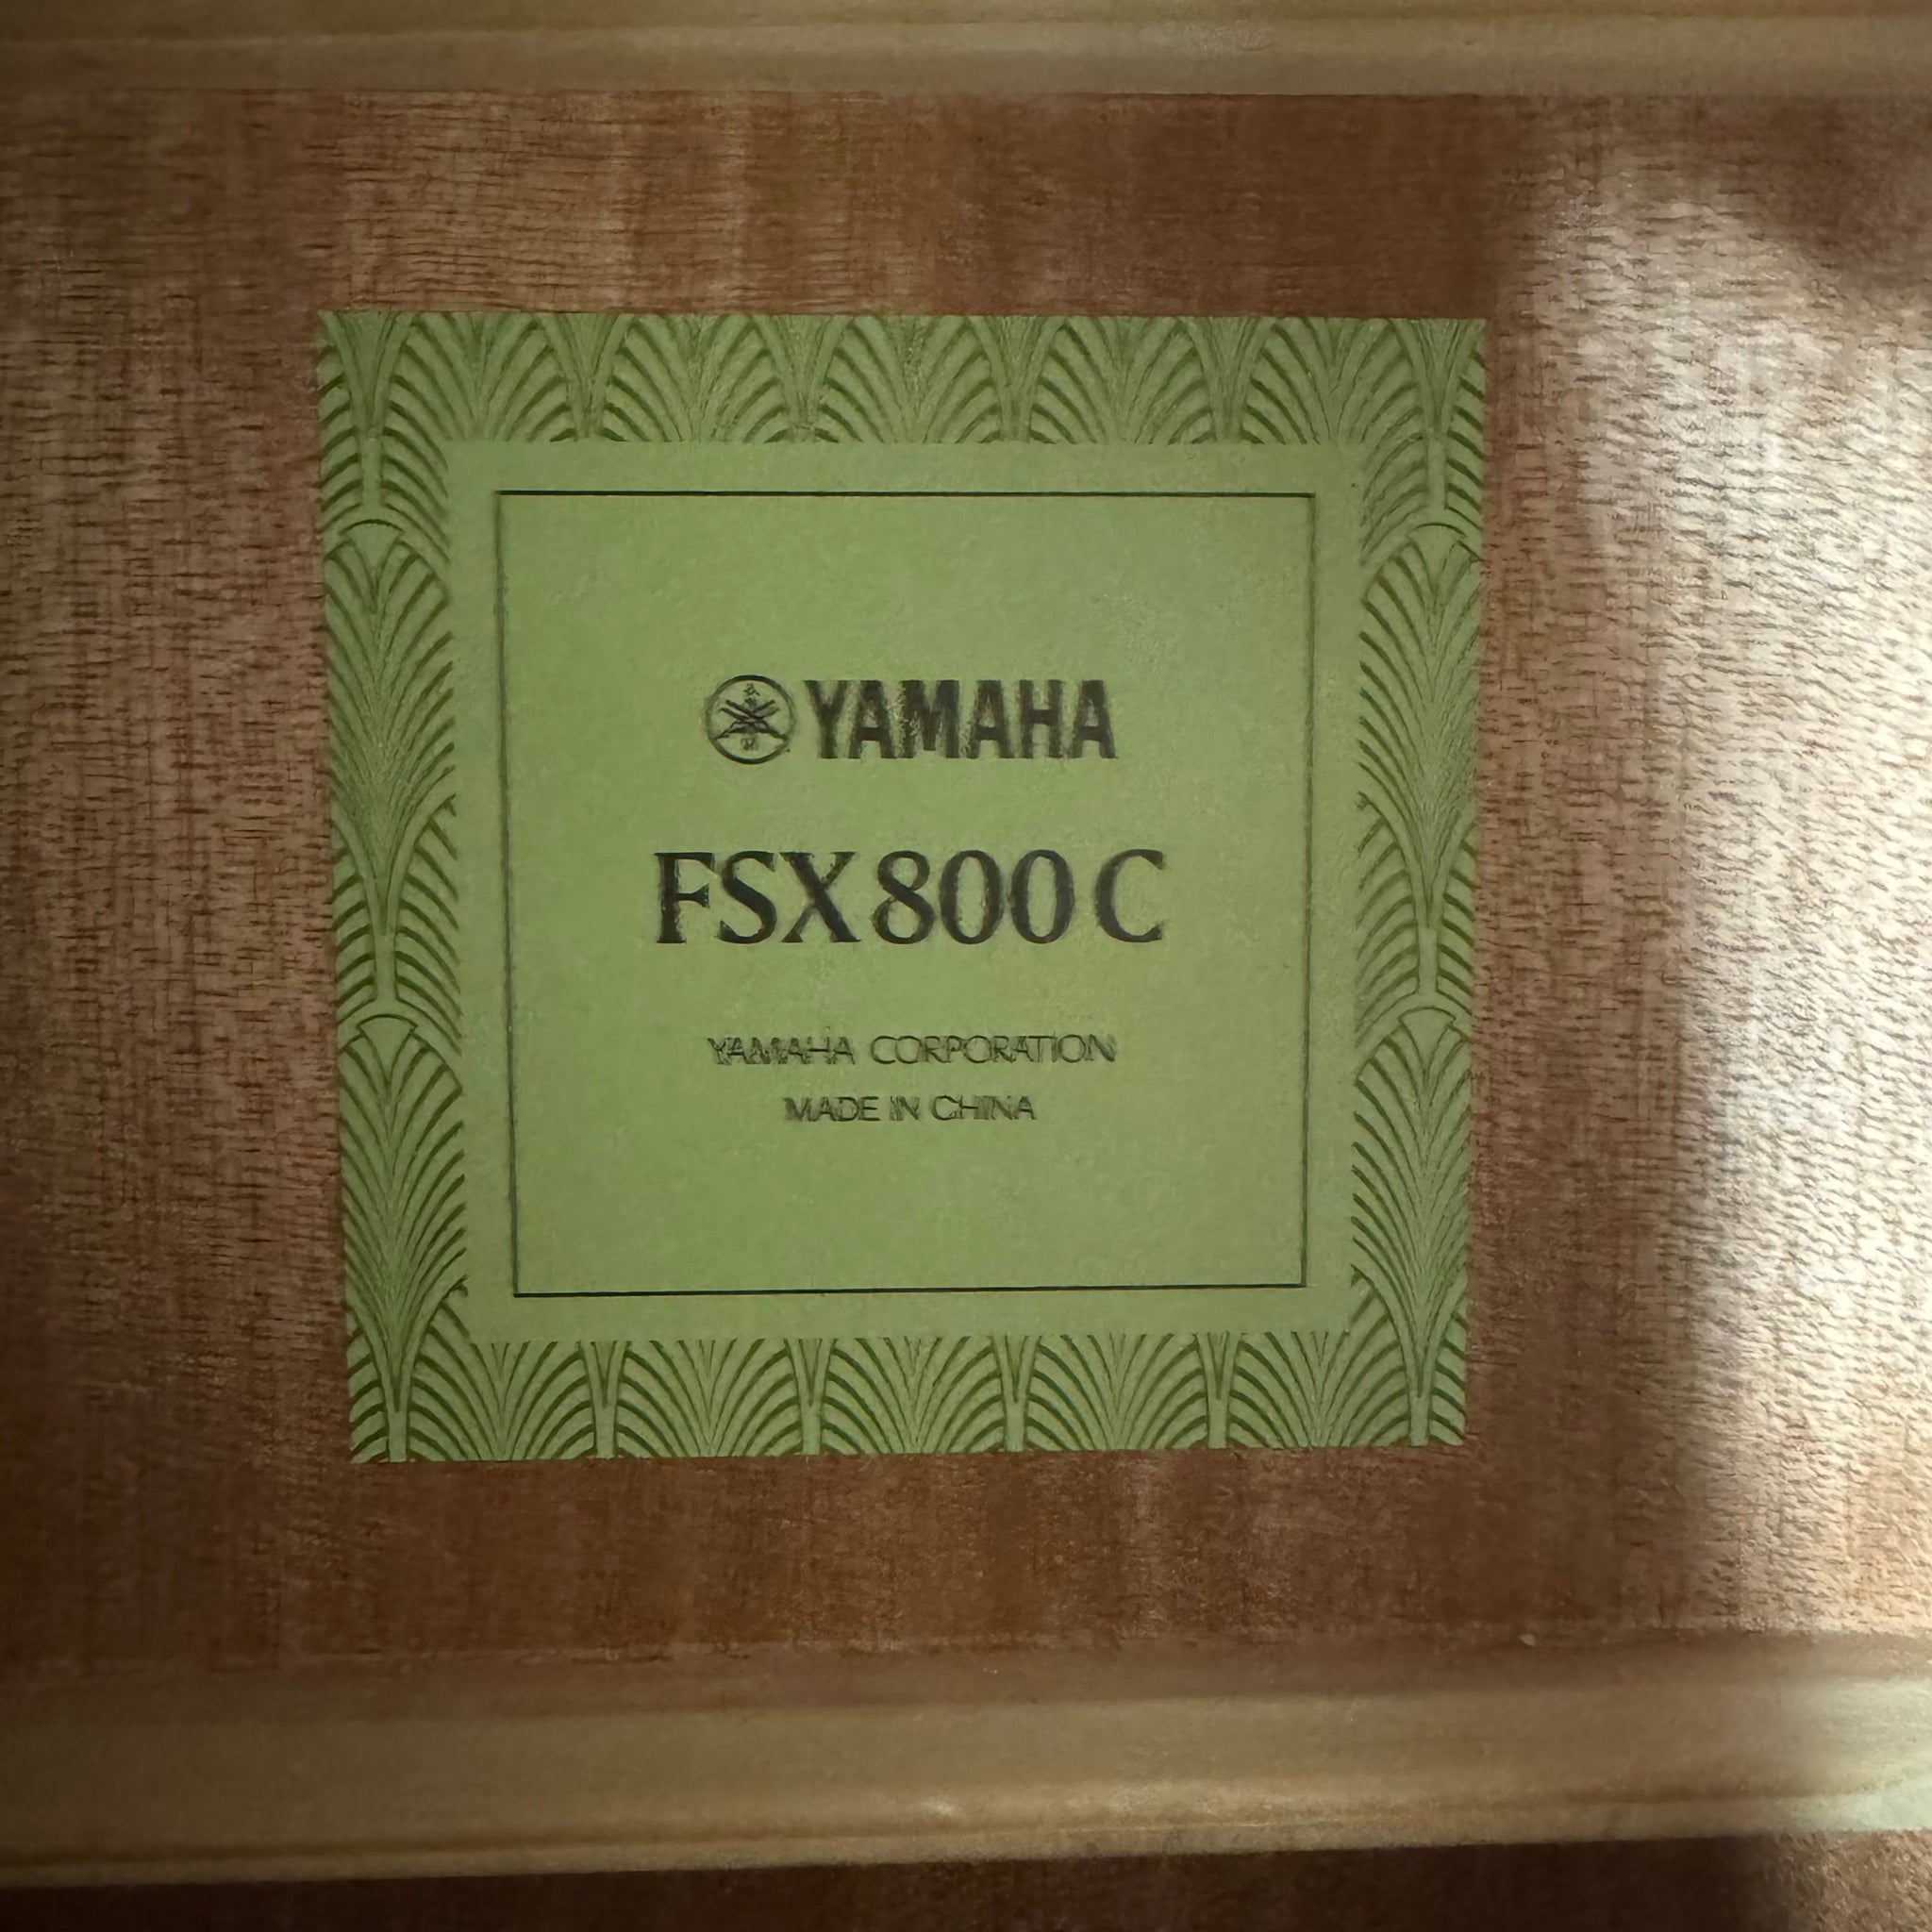 YAMAHA
FSX800C
YAMAHA CORPORATION
MADE IN CHINA